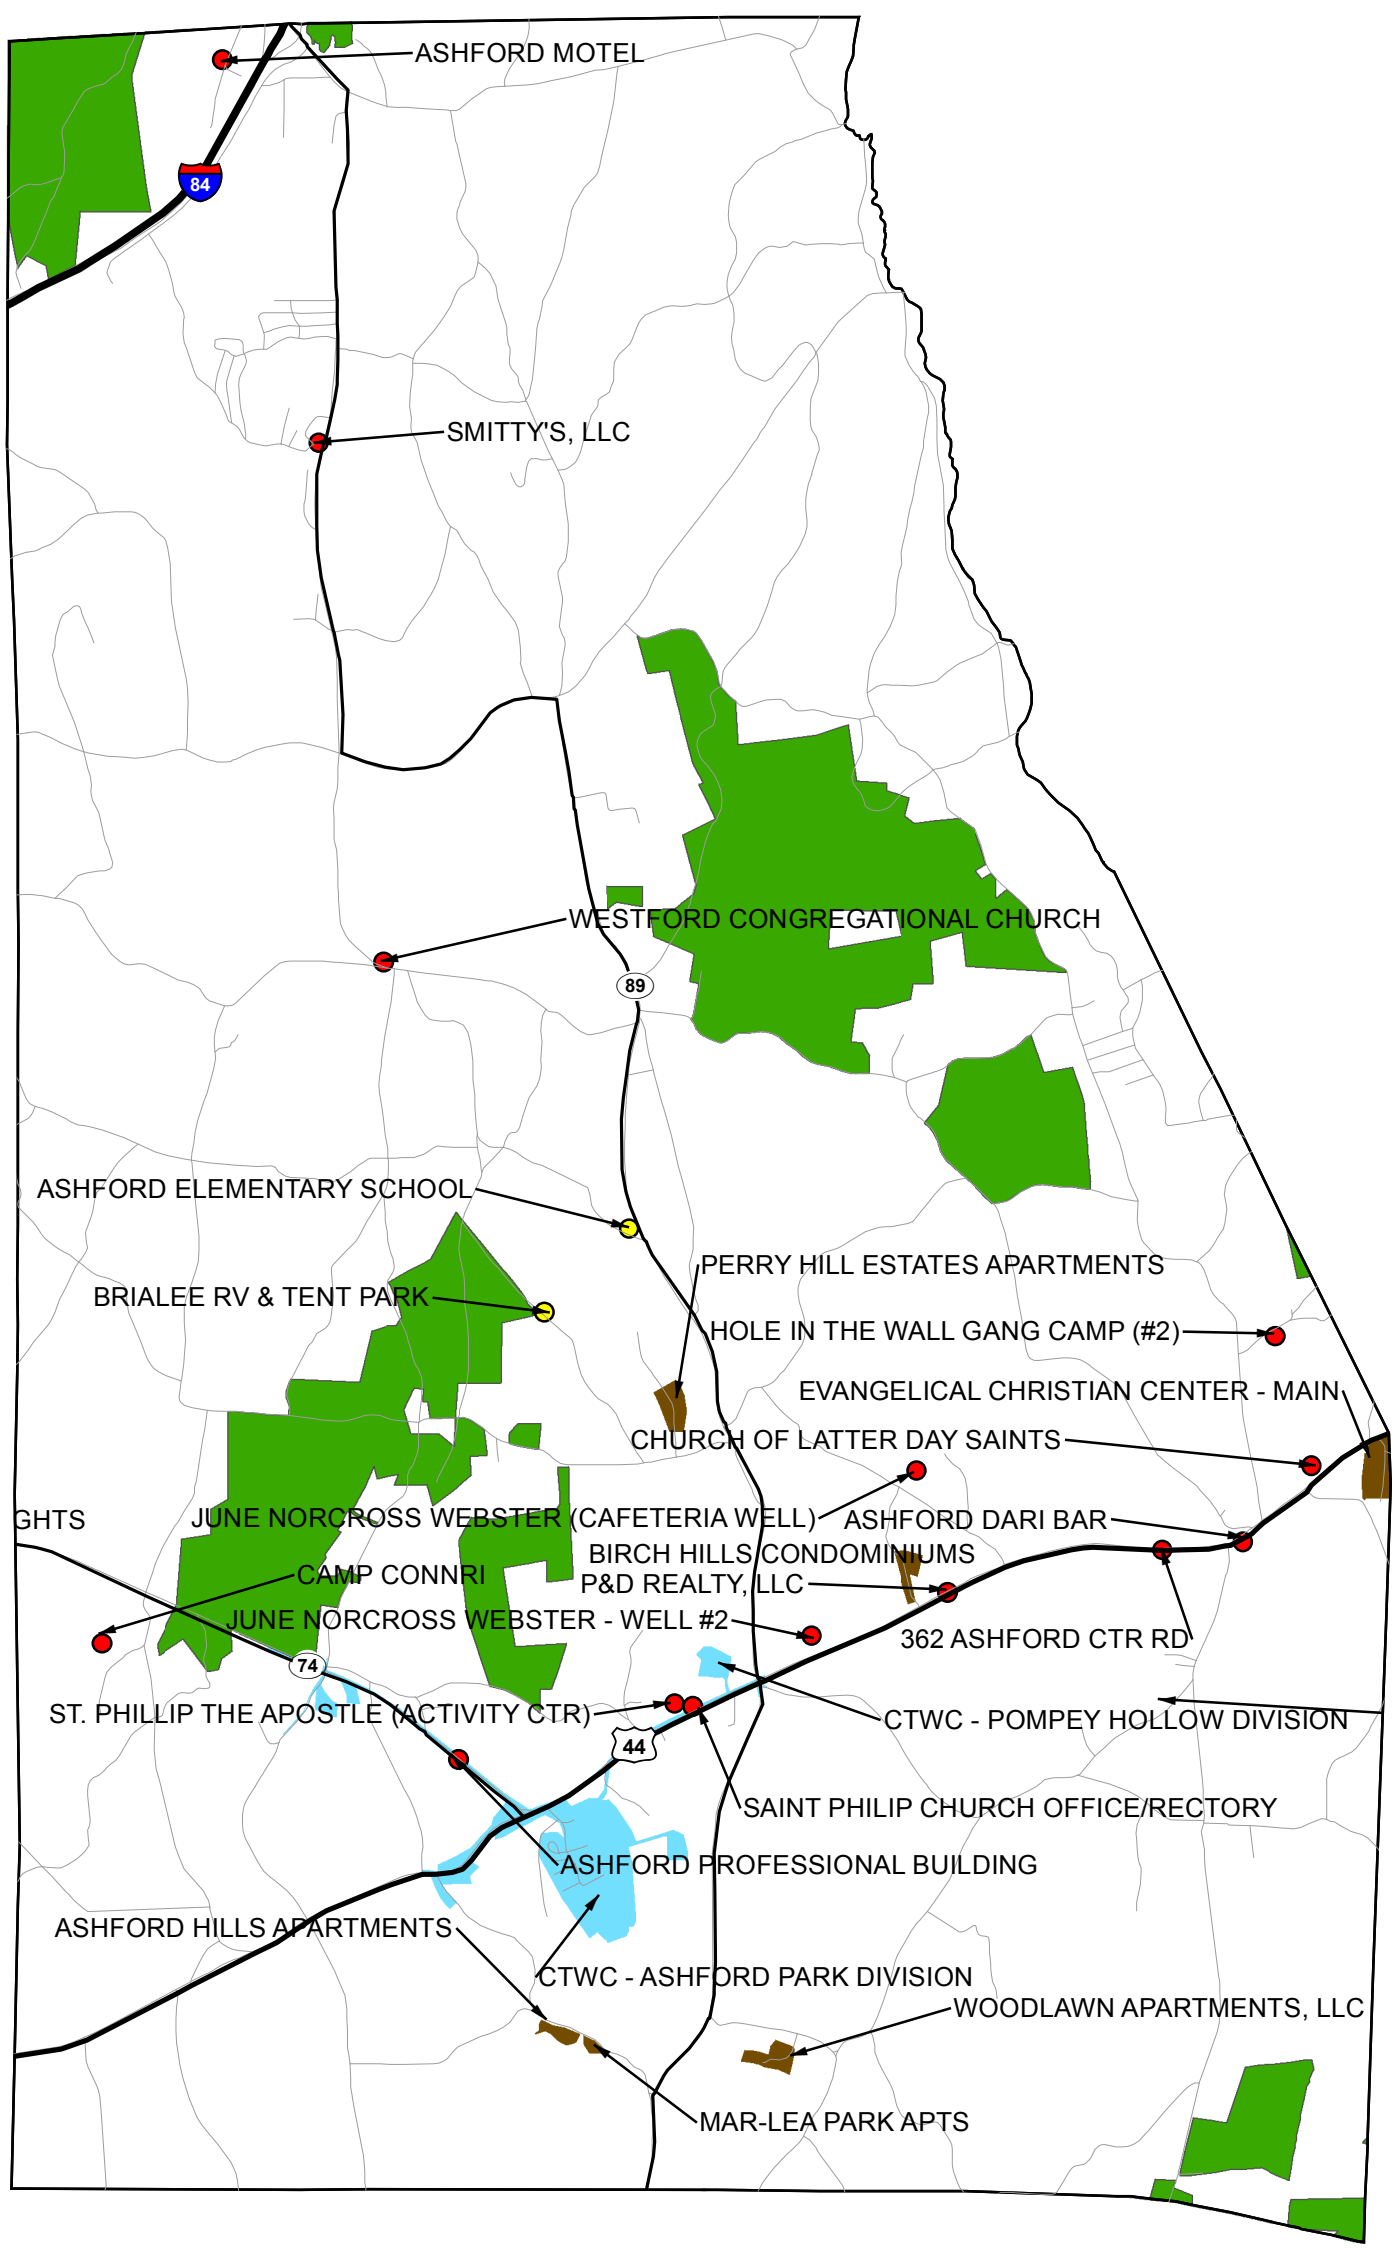 ASHFORD MOTEL
84
SMITTY'S, LLC
WESTFORD CONGREGATIONAL CHURCH
89
ASHFORD ELEMENTARY SCHOOL
PERRY HILL ESTATES APARTMENTS
BRIALEE RV & TENT PARK
HOLE IN THE WALL GANG CAMP (#2)
EVANGELICAL CHRISTIAN CENTER - MAIN
CHURCH OF LATTER DAY SAINTS
GHTS
JUNE NORCROSS WEBSTER (CAFETERIA WELL)
ASHFORD DARI BAR
BIRCH HILLS CONDOMINIUMS
CAMP CONNRI
P&D REALTY, LLC
JUNE NORCROSS WEBSTER - WELL #2
362 ASHFORD CTR RD
74
ST. PHILLIP THE APOSTLE (ACTIVITY CTR)
CTWC - POMPEY HOLLOW DIVISION
44
SAINT PHILIP CHURCH OFFICE/RECTORY
ASHFORD PROFESSIONAL BUILDING
ASHFORD HILLS APARTMENTS
CTWC - ASHFORD PARK DIVISION
WOODLAWN APARTMENTS, LLC
MAR-LEA PARK APTS